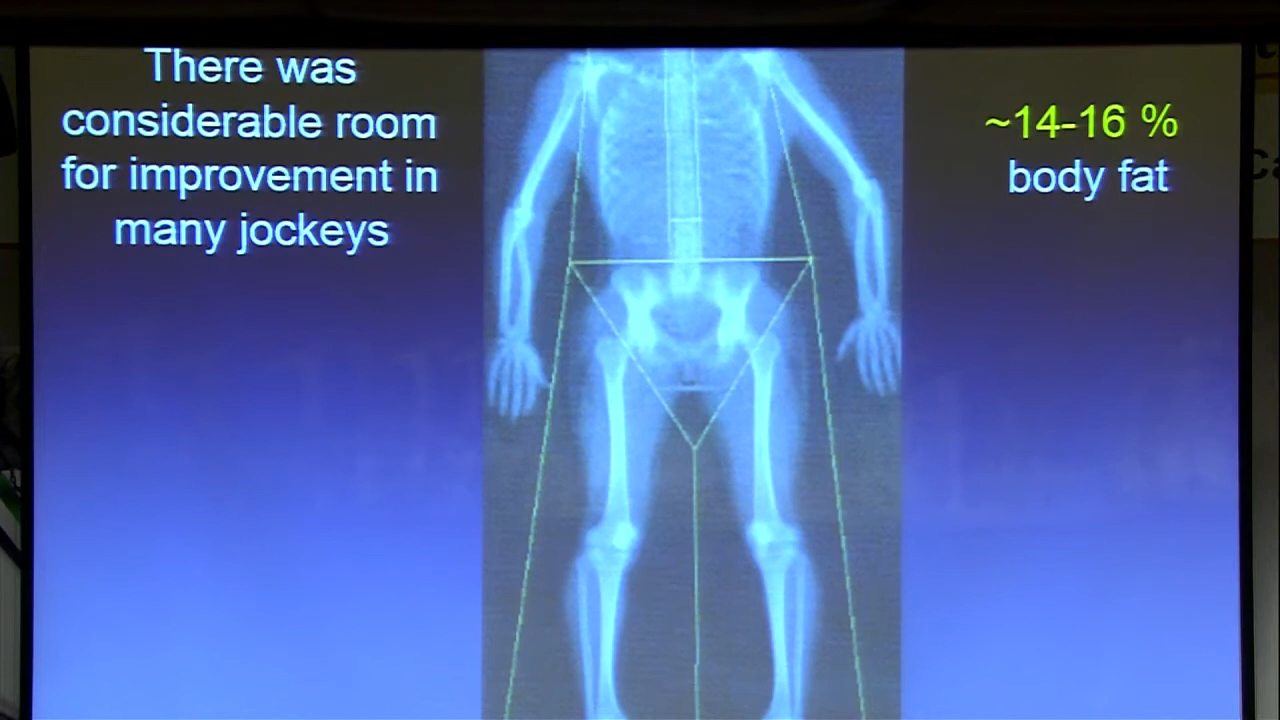 There was
considerable room
for improvement in
many jockeys
~14-16 %
body fat